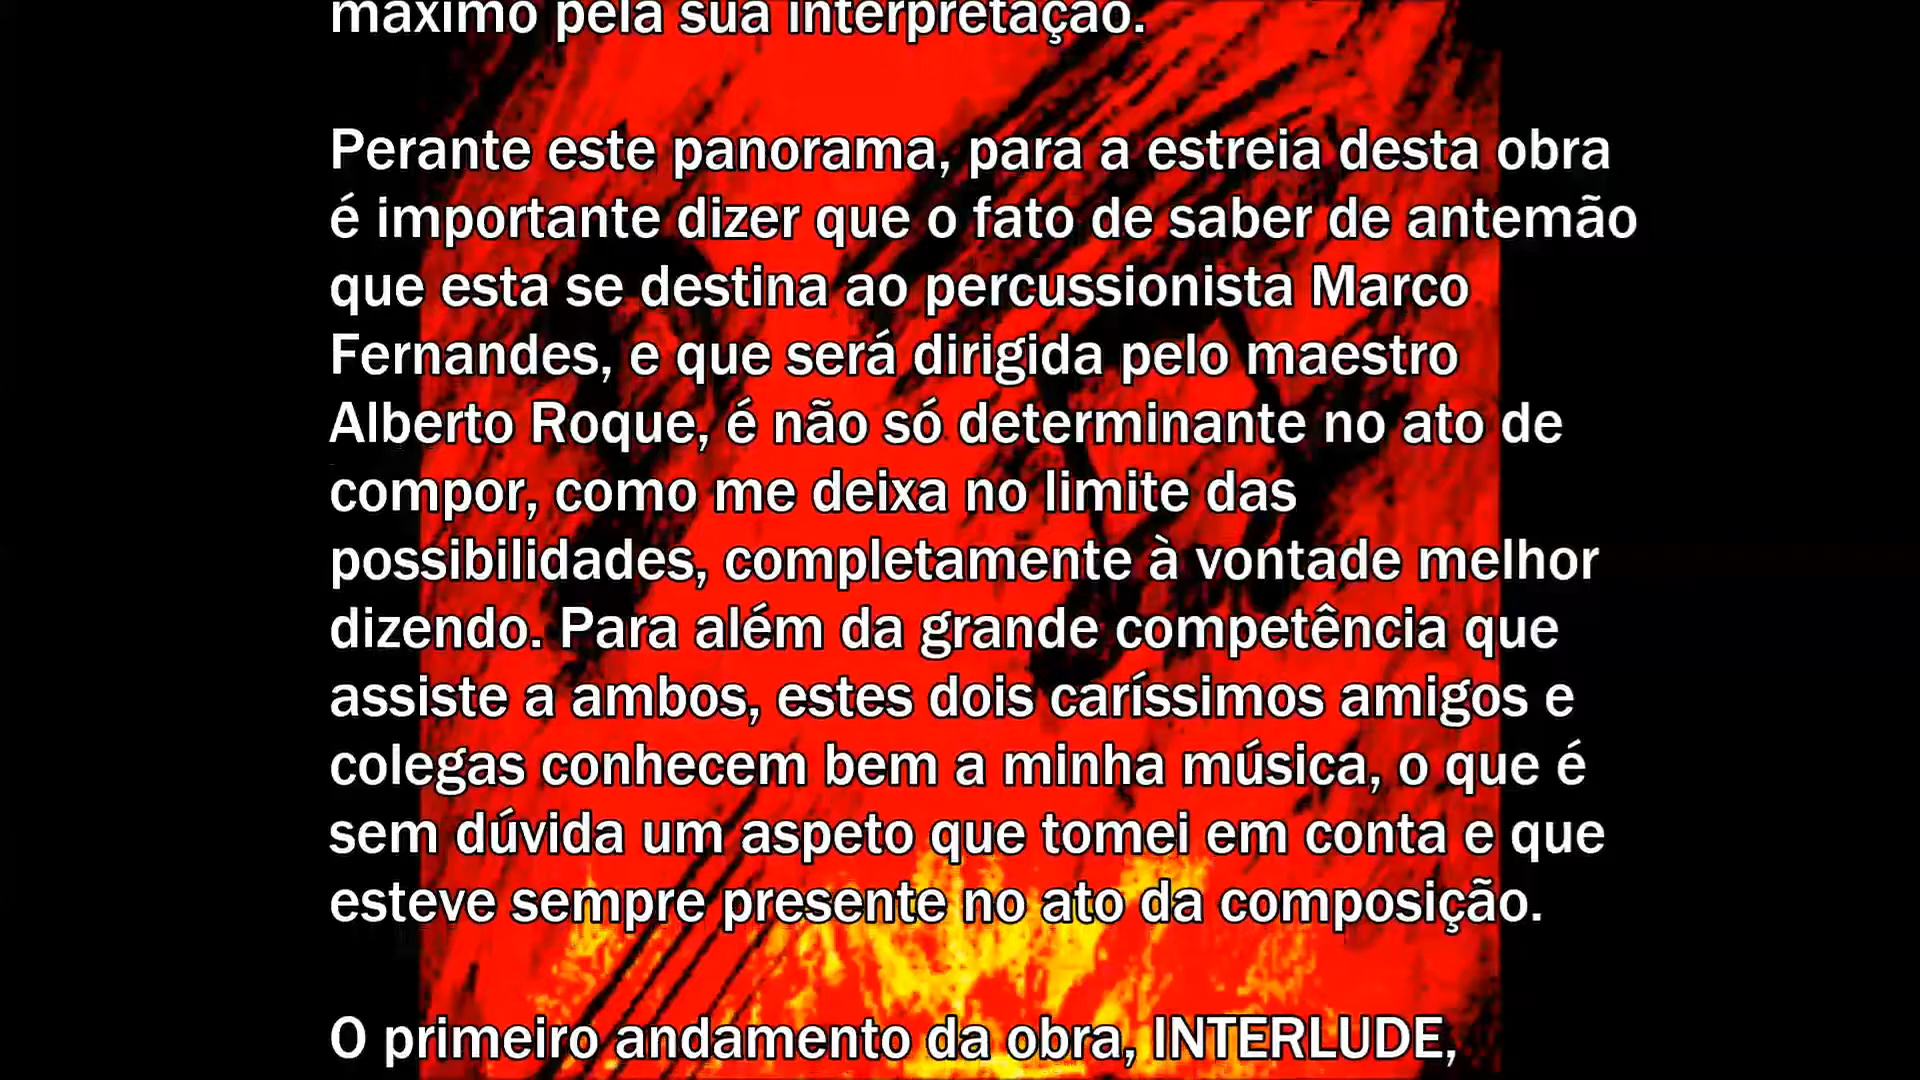 máximo pela sua interpretação.
Perante este panorama, para a estreia desta obra
é importante dizer que o fato de saber de antemão
que esta se destina ao percussionista Marco
Fernandes, e que será dirigida pelo maestro
Alberto Roque, é não só determinante no ato de
compor, como me deixa no limite das
possibilidades, completamente à vontade melhor
dizendo. Para além da grande competência que
assiste a ambos, estes dois caríssimos amigos e
colegas conhecem bem a minha música, o que é
sem dúvida um aspeto que tomei em conta e que
esteve sempre presente no ato da composição.
O primeiro andamento da obra, INTERLUDE,